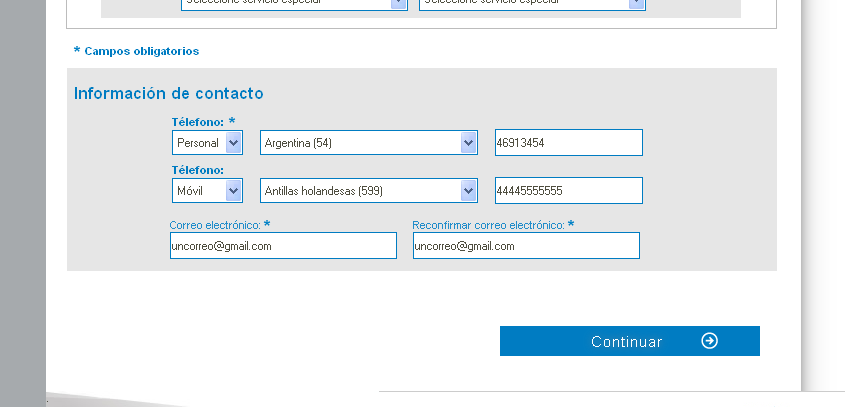 Seleccione servicio especial Seleccione servicio especial
* Campos obligatorios
Información de contacto
Télefono: *
Personal Argentina (54) 46913454
Télefono:
Móvil Antillas holandesas (599) 44445555555
Correo electrónico: * Reconfirmar correo electrónico: *
uncorreo@gmail.com uncorreo@gmail.com
Continuar